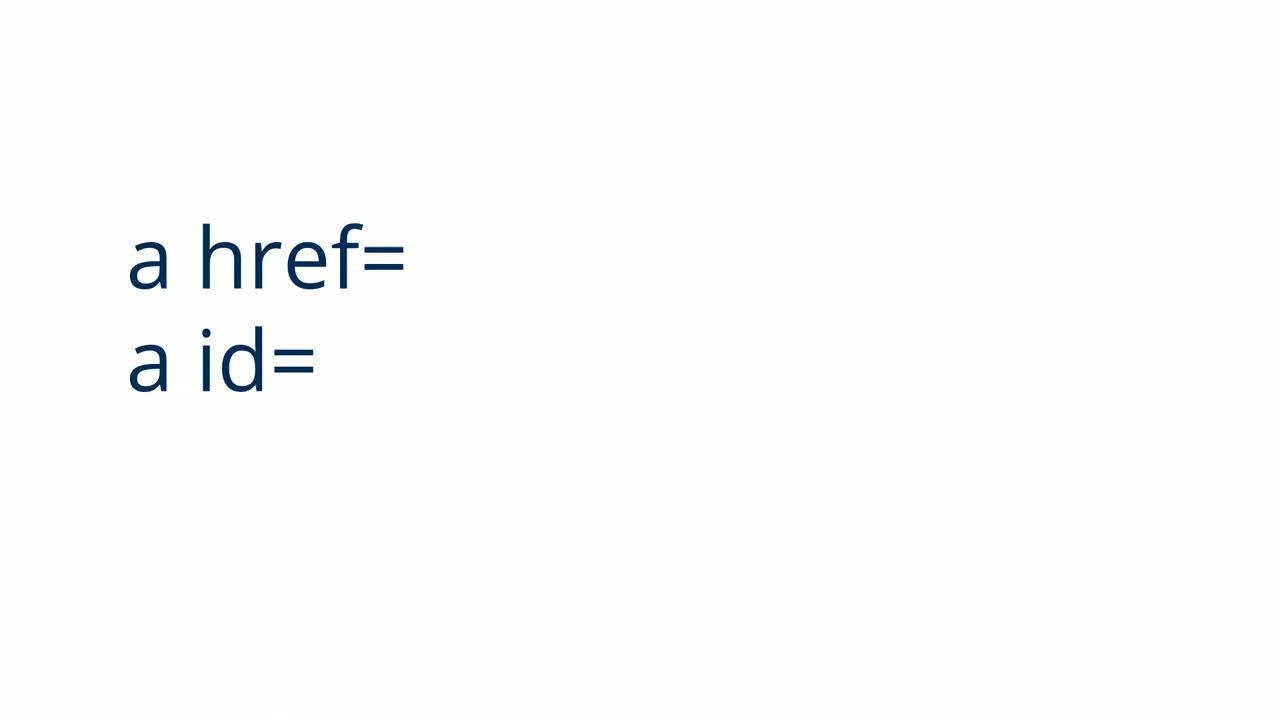 a href=
a id=